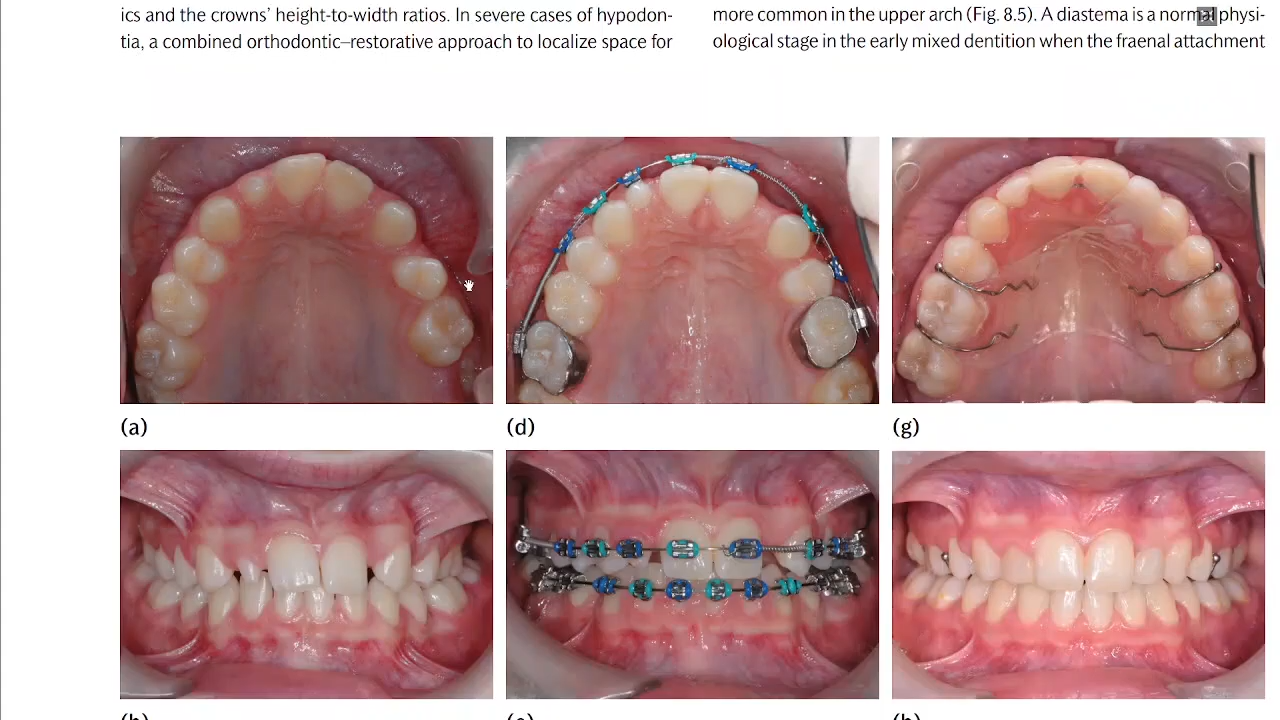 ics and the crowns' height-to-width ratios. In severe cases of hypodon-
tia, a combined orthodontic–restorative approach to localize space for
more common in the upper arch (Fig. 8.5). A diastema is a normal physi-
ological stage in the early mixed dentition when the fraenal attachment
(a)
(d)
(g)